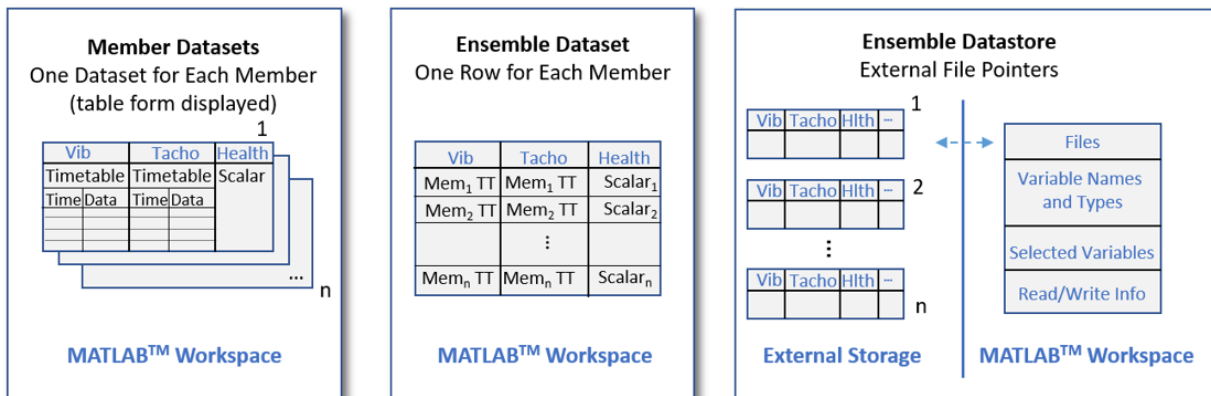 Member Datasets
One Dataset for Each Member
(table form displayed)
1
Vib Tacho Health
Timetable Timetable Scalar
Time Data Time Data
...
n
MATLAB™ Workspace
Ensemble Dataset
One Row for Each Member
Vib Tacho Health
Mem₁ TT Mem₁ TT Scalar₁
Mem₂ TT Mem₂ TT Scalar₂
⋮
Memₙ TT Memₙ TT Scalarₙ
MATLAB™ Workspace
Ensemble Datastore
External File Pointers
1
Vib Tacho Hlth ...
2
Vib Tacho Hlth ...
⋮
Vib Tacho Hlth ...
n
External Storage
Files
Variable Names
and Types
Selected Variables
Read/Write Info
MATLAB™ Workspace